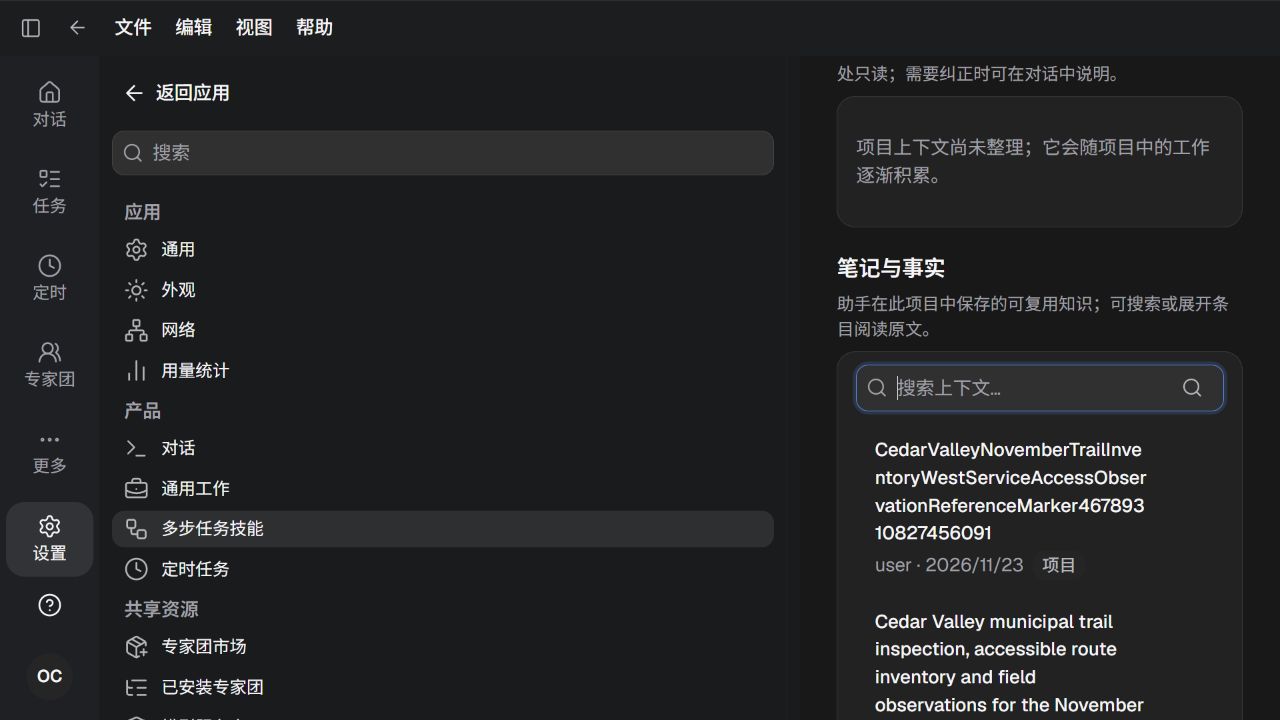 文件 编辑 视图 帮助
对话
任务
定时
专家团
更多
设置
OC
返回应用
搜索
应用
通用
外观
网络
用量统计
产品
对话
通用工作
多步任务技能
定时任务
共享资源
专家团市场
已安装专家团
处只读；需要纠正时可在对话中说明。
项目上下文尚未整理；它会随项目中的工作
逐渐积累。
笔记与事实
助手在此项目中保存的可复用知识；可搜索或展开条
目阅读原文。
搜索上下文...
CedarValleyNovemberTrailInve
ntoryWestServiceAccessObser
vationReferenceMarker467893
10827456091
user · 2026/11/23 项目
Cedar Valley municipal trail
inspection, accessible route
inventory and field
observations for the November